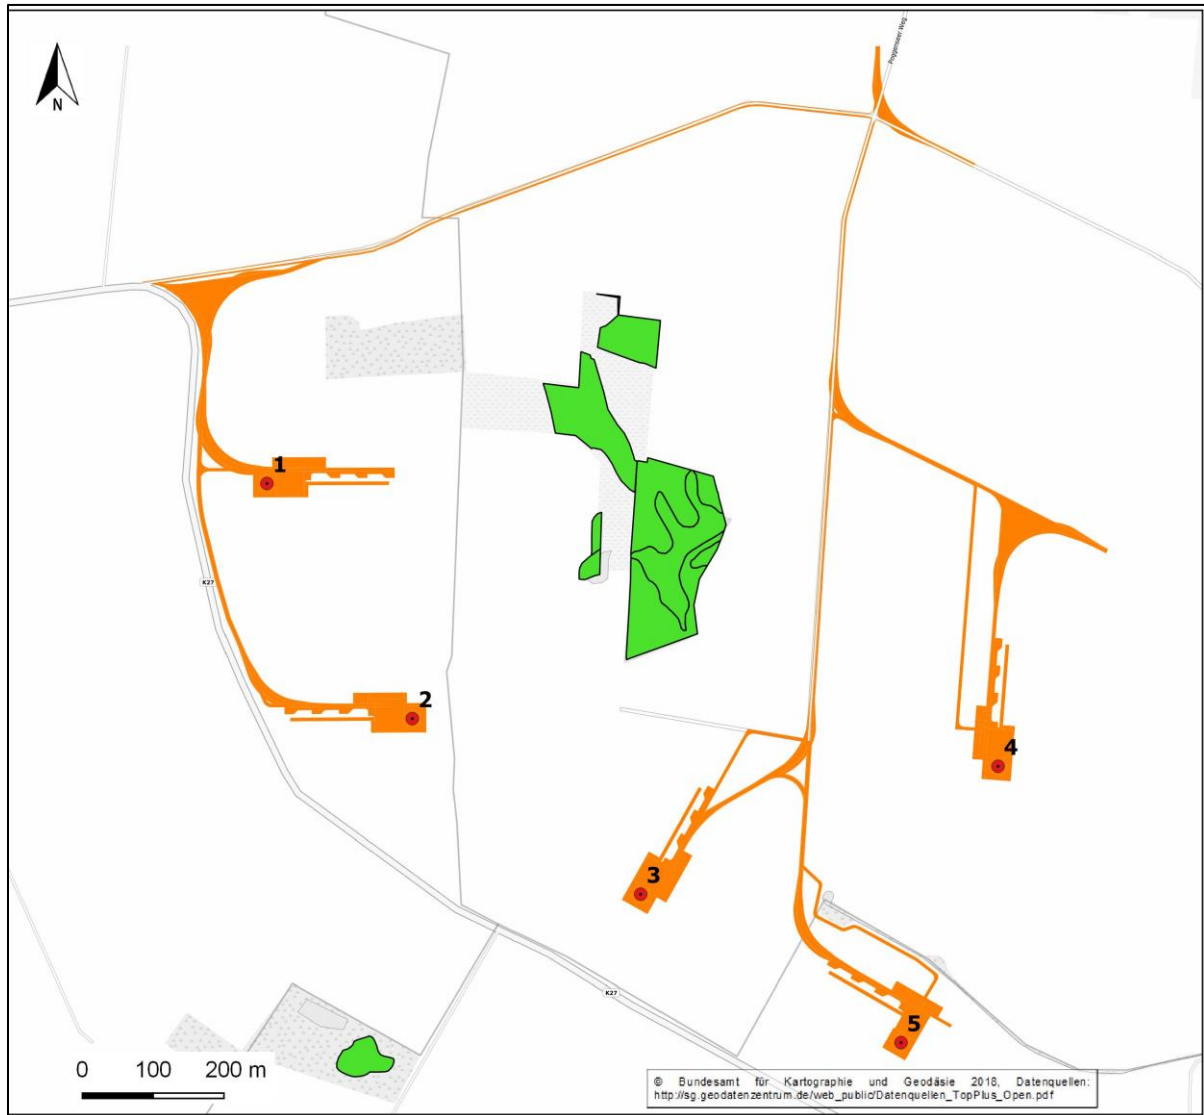 Poggenseer Weg
N
1
K27
2
4
3
K27
5
0 100 200 m
© Bundesamt für Kartographie und Geodäsie 2018, Datenquellen:
http://sg.geodatenzentrum.de/web_public/Datenquellen_TopPlus_Open.pdf